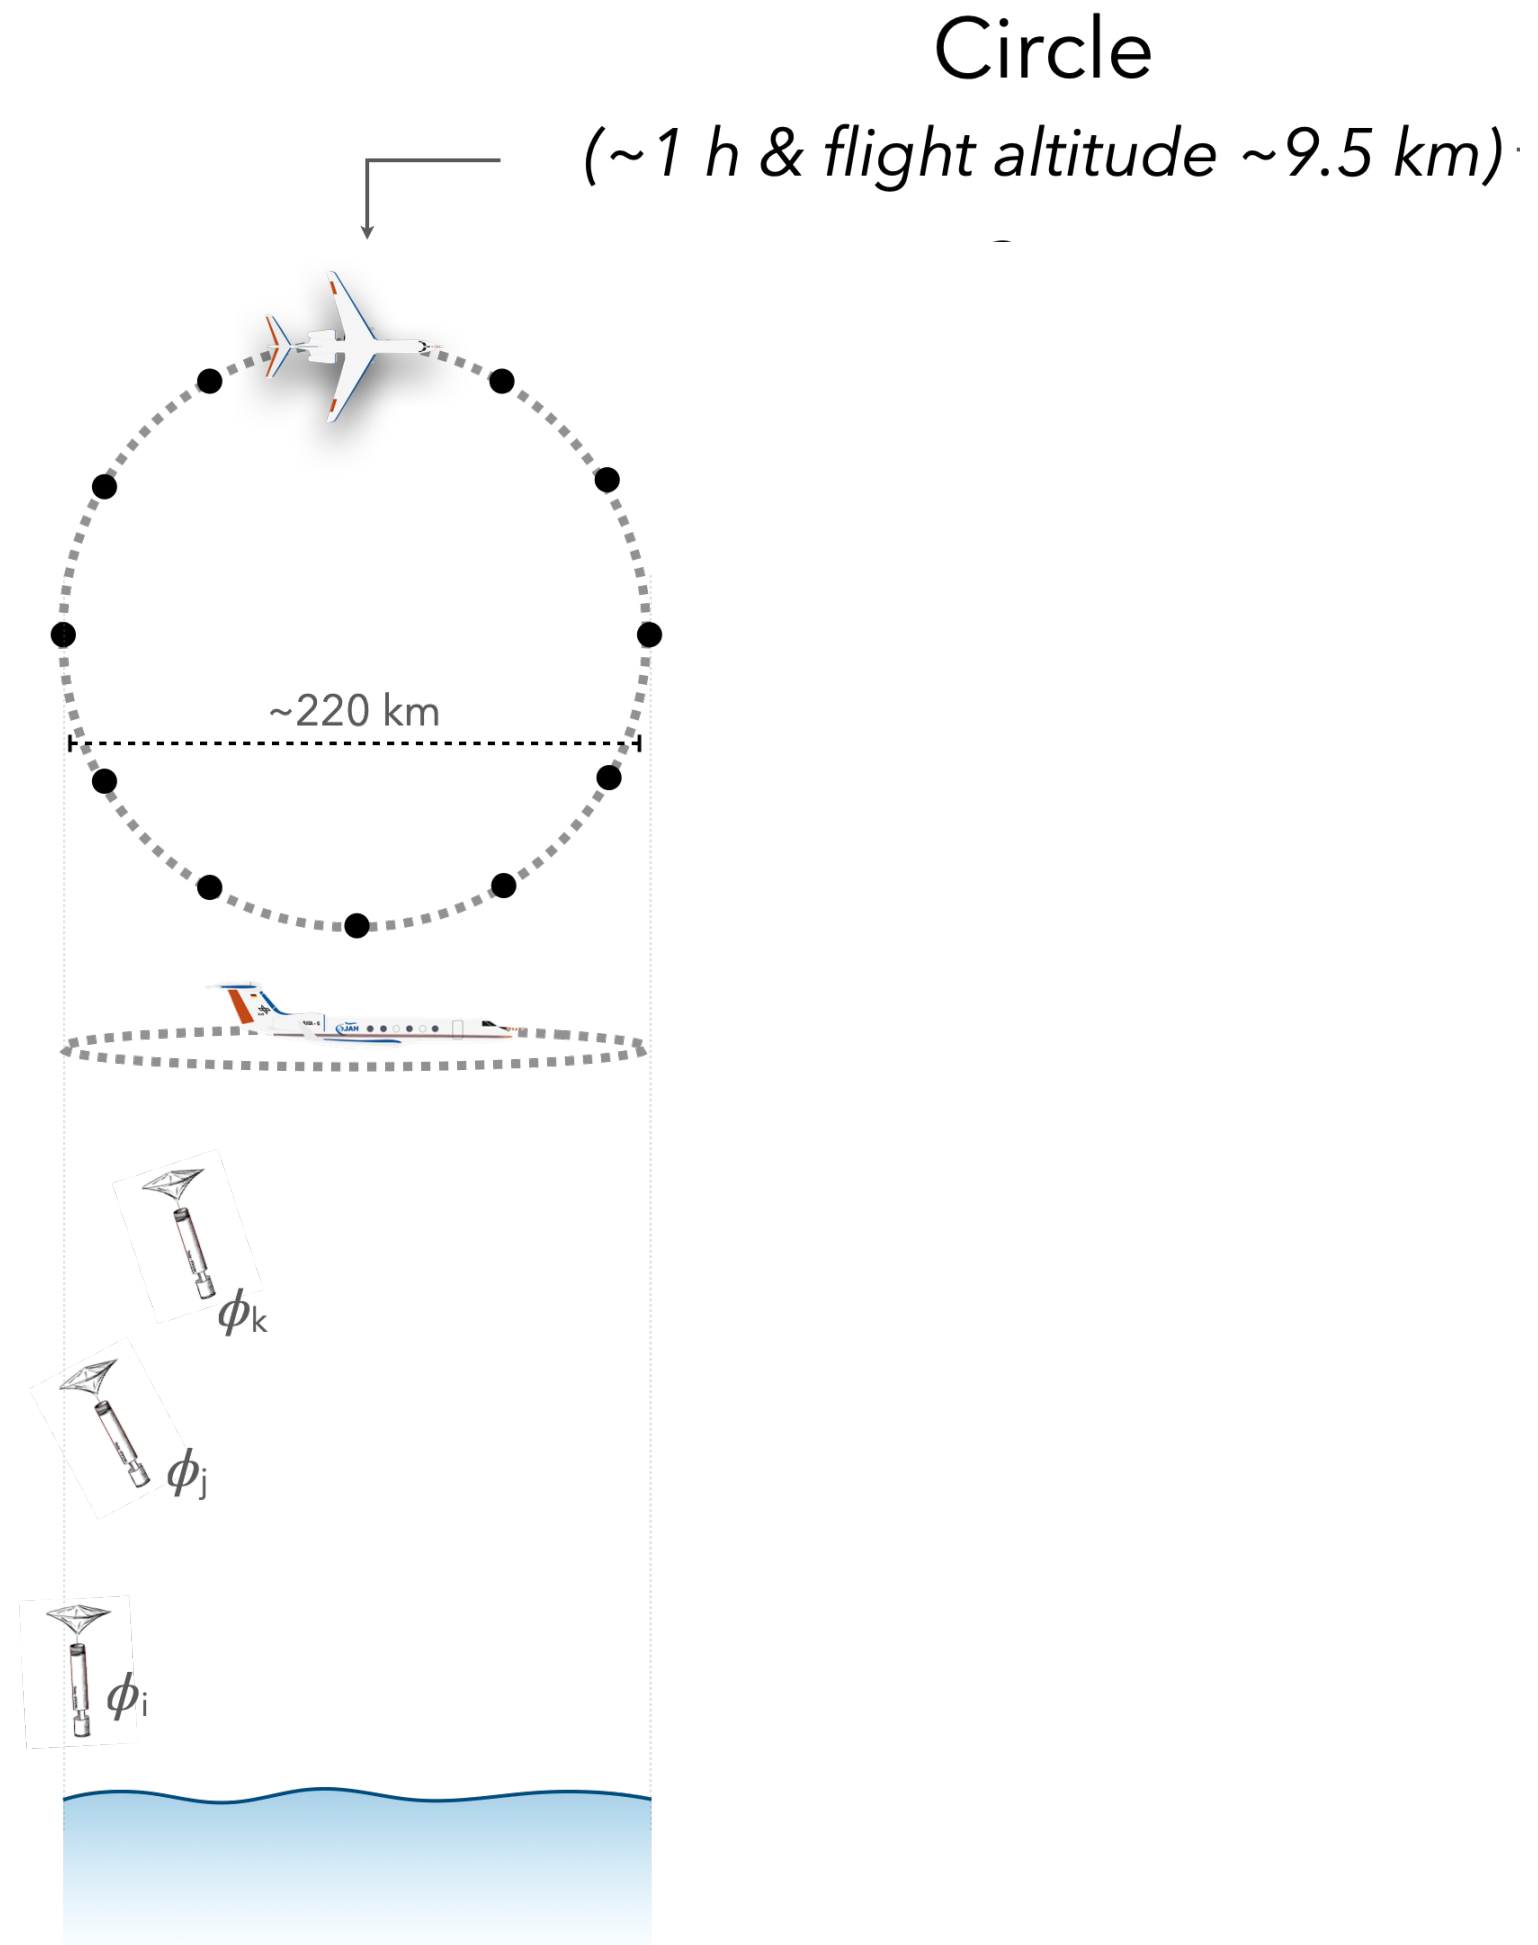 Circle
(~1 h & flight altitude ~9.5 km)
~220 km
ϕk
ϕj
ϕi